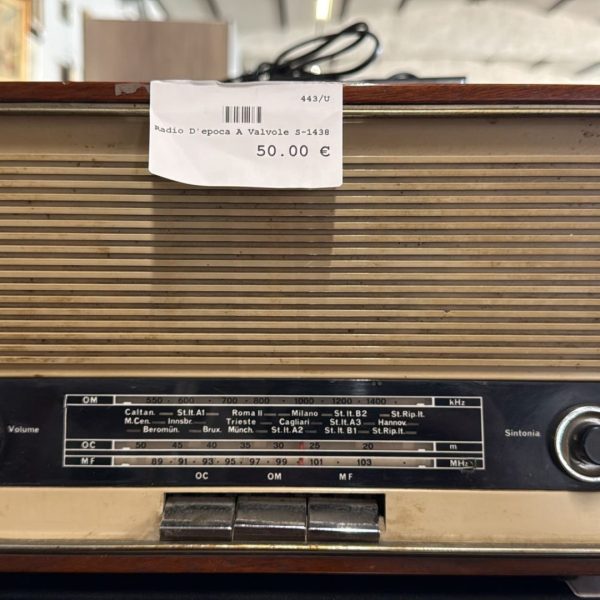 443/U
Radio D'epoca A Valvole S-1438
50.00 €
OM 550 600 700 800 1000 1200 1400 kHz
Caltan. St.It.A1 Roma II Milano St.It.B2 St.Rip.It.
M.Cen. Innsbr. Trieste Cagliari St.It.A3 Hannov.
Beromün. Brux. Münch. St.It.A2 St.It.B1 St.Rip.It.
OC 50 45 40 35 30 25 20 m
MF 89 91 93 95 97 99 101 103 MHz
Volume
Sintonia
OC OM MF